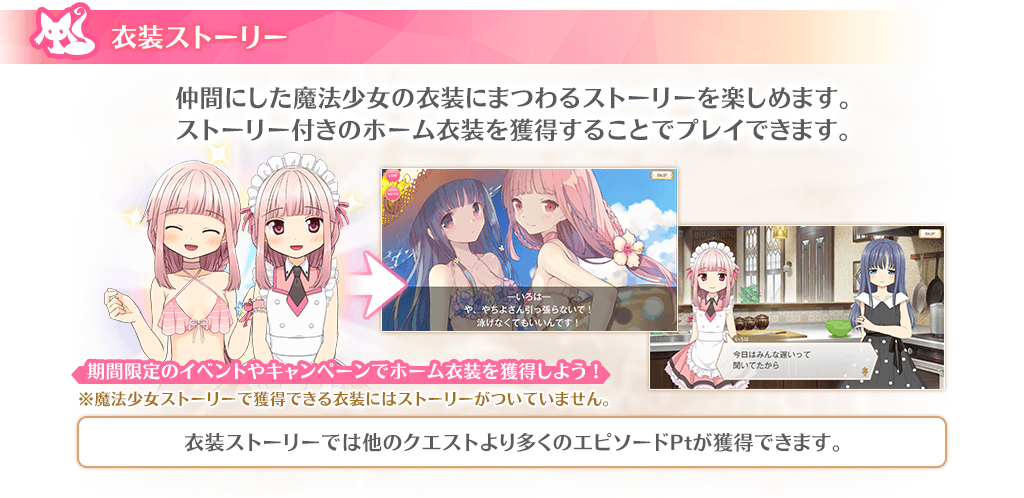 衣装ストーリー
仲間にした魔法少女の衣装にまつわるストーリーを楽しめます。
ストーリー付きのホーム衣装を獲得することでプレイできます。
LOG
AUTO
SKIP
―いろは―
や、やちよさん引っ張らないで！
泳げなくてもいいんです！
SKIP
いろは
今日はみんな遅いって
聞いてたから
期間限定のイベントやキャンペーンでホーム衣装を獲得しよう！
※魔法少女ストーリーで獲得できる衣装にはストーリーがついていません。
衣装ストーリーでは他のクエストより多くのエピソードPtが獲得できます。